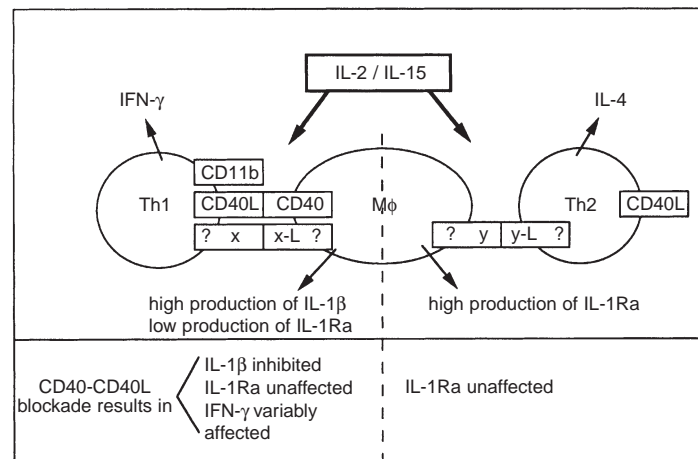 IL-2 / IL-15
IFN-γ
IL-4
CD11b
Th1
CD40L CD40
Mϕ
Th2
CD40L
? x x-L ?
? y y-L ?
high production of IL-1β
low production of IL-1Ra
high production of IL-1Ra
CD40-CD40L
blockade results in
IL-1β inhibited
IL-1Ra unaffected
IFN-γ variably
affected
IL-1Ra unaffected